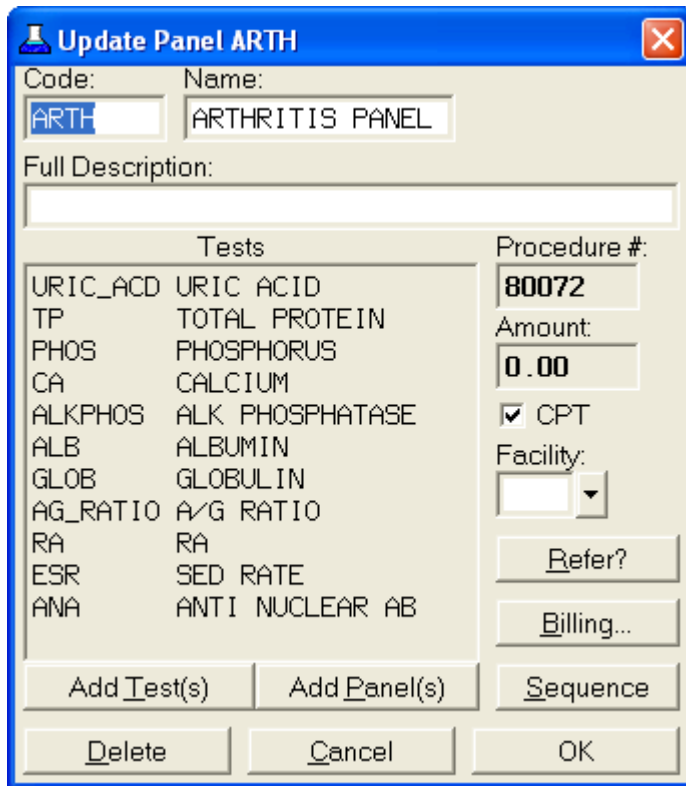 Update Panel ARTH
Code: Name:
ARTH ARTHRITIS PANEL
Full Description:
Tests
URIC_ACD URIC ACID
TP TOTAL PROTEIN
PHOS PHOSPHORUS
CA CALCIUM
ALKPHOS ALK PHOSPHATASE
ALB ALBUMIN
GLOB GLOBULIN
AG_RATIO A/G RATIO
RA RA
ESR SED RATE
ANA ANTI NUCLEAR AB
Procedure #:
80072
Amount:
0.00
CPT
Facility:
Refer?
Billing...
Add Test(s) Add Panel(s) Sequence
Delete Cancel OK